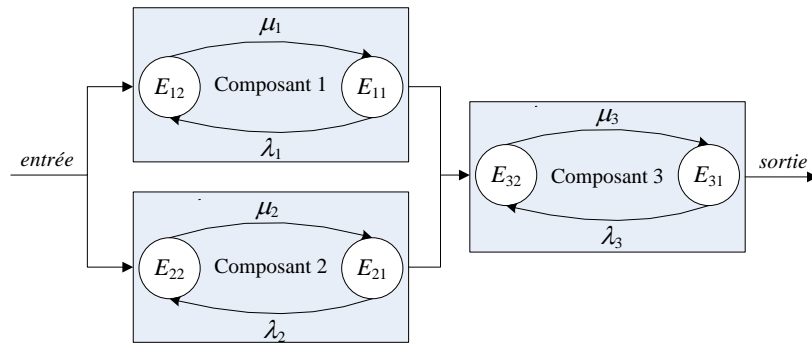 μ1
E12
Composant 1
E11
λ1
entrée
μ2
E22
Composant 2
E21
λ2
μ3
E32
Composant 3
E31
λ3
sortie